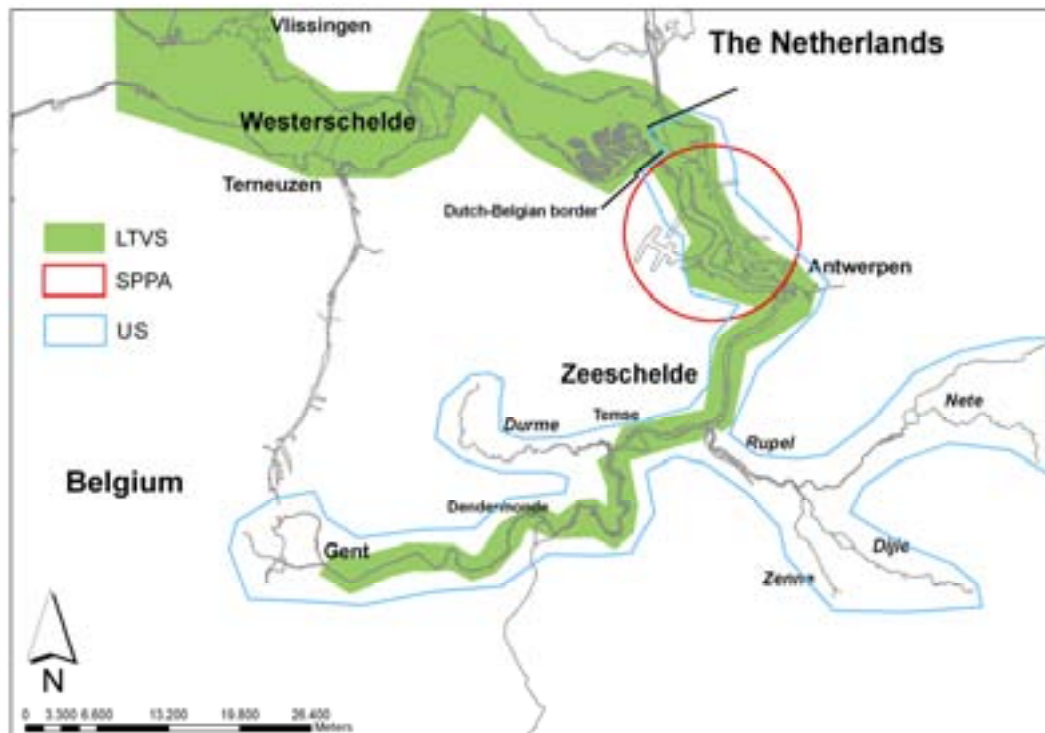 Vlissingen
The Netherlands
Westerschelde
Terneuzen
Dutch-Belgian border
LTVS
SPPA
US
Antwerpen
Zeeschelde
Nete
Temse
Durme
Rupel
Belgium
Dendermonde
Gent
Dijle
Zenne
N
0 3.300 6.600 13.200 19.800 26.400
Meters